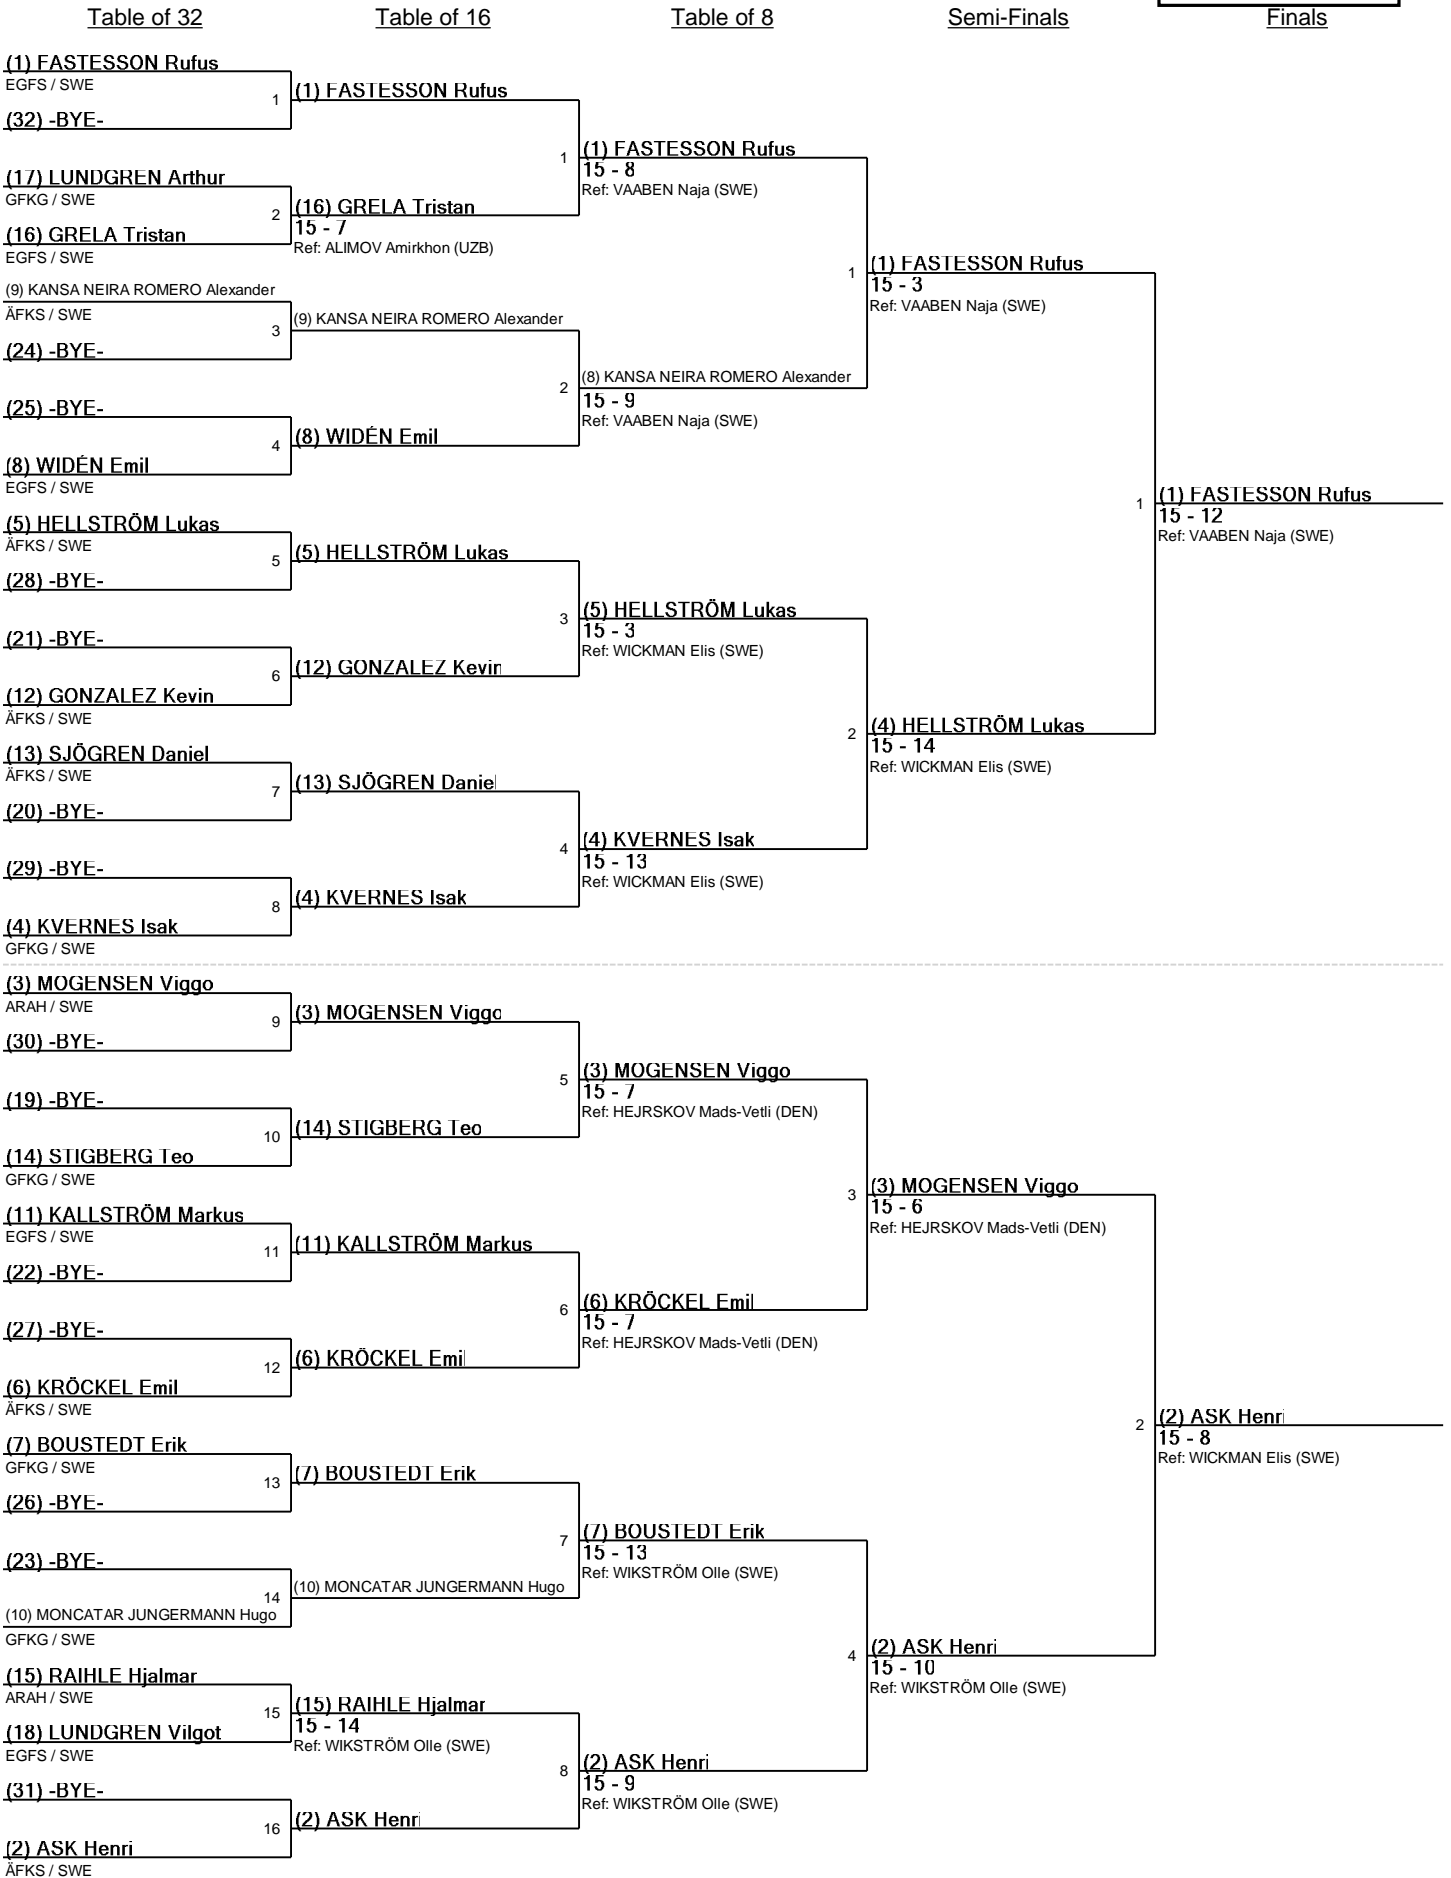 Table of 32
Table of 16
Table of 8
Semi-Finals
Finals
(1) FASTESSON Rufus
EGFS / SWE
1
(32) -BYE-
(17) LUNDGREN Arthur
GFKG / SWE
2
(16) GRELA Tristan
EGFS / SWE
(9) KANSA NEIRA ROMERO Alexander
ÄFKS / SWE
3
(24) -BYE-
(25) -BYE-
4
(8) WIDÉN Emil
EGFS / SWE
(5) HELLSTRÖM Lukas
ÄFKS / SWE
5
(28) -BYE-
(21) -BYE-
6
(12) GONZALEZ Kevin
ÄFKS / SWE
(13) SJÖGREN Daniel
ÄFKS / SWE
7
(20) -BYE-
(29) -BYE-
8
(4) KVERNES Isak
GFKG / SWE
(3) MOGENSEN Viggo
ARAH / SWE
9
(30) -BYE-
(19) -BYE-
10
(14) STIGBERG Teo
GFKG / SWE
(11) KALLSTRÖM Markus
EGFS / SWE
11
(22) -BYE-
(27) -BYE-
12
(6) KRÖCKEL Emil
ÄFKS / SWE
(7) BOUSTEDT Erik
GFKG / SWE
13
(26) -BYE-
(23) -BYE-
14
(10) MONCATAR JUNGERMANN Hugo
GFKG / SWE
(15) RAIHLE Hjalmar
ARAH / SWE
15
(18) LUNDGREN Vilgot
EGFS / SWE
(31) -BYE-
16
(2) ASK Henri
ÄFKS / SWE
(1) FASTESSON Rufus
1
(16) GRELA Tristan
15 - 7
Ref: ALIMOV Amirkhon (UZB)
(9) KANSA NEIRA ROMERO Alexander
2
(8) WIDÉN Emil
(5) HELLSTRÖM Lukas
3
(12) GONZALEZ Kevin
(13) SJÖGREN Daniel
4
(4) KVERNES Isak
(3) MOGENSEN Viggo
5
(14) STIGBERG Teo
(11) KALLSTRÖM Markus
6
(6) KRÖCKEL Emil
(7) BOUSTEDT Erik
7
(10) MONCATAR JUNGERMANN Hugo
(15) RAIHLE Hjalmar
15 - 14
Ref: WIKSTRÖM Olle (SWE)
8
(2) ASK Henri
(1) FASTESSON Rufus
15 - 8
Ref: VAABEN Naja (SWE)
1
(8) KANSA NEIRA ROMERO Alexander
15 - 9
Ref: VAABEN Naja (SWE)
(5) HELLSTRÖM Lukas
15 - 3
Ref: WICKMAN Elis (SWE)
2
(4) KVERNES Isak
15 - 13
Ref: WICKMAN Elis (SWE)
(3) MOGENSEN Viggo
15 - 7
Ref: HEJRSKOV Mads-Vetli (DEN)
3
(6) KRÖCKEL Emil
15 - 7
Ref: HEJRSKOV Mads-Vetli (DEN)
(7) BOUSTEDT Erik
15 - 13
Ref: WIKSTRÖM Olle (SWE)
4
(2) ASK Henri
15 - 9
Ref: WIKSTRÖM Olle (SWE)
(1) FASTESSON Rufus
15 - 3
Ref: VAABEN Naja (SWE)
1
(4) HELLSTRÖM Lukas
15 - 14
Ref: WICKMAN Elis (SWE)
(3) MOGENSEN Viggo
15 - 6
Ref: HEJRSKOV Mads-Vetli (DEN)
2
(2) ASK Henri
15 - 10
Ref: WIKSTRÖM Olle (SWE)
(1) FASTESSON Rufus
15 - 12
Ref: VAABEN Naja (SWE)
(2) ASK Henri
15 - 8
Ref: WICKMAN Elis (SWE)